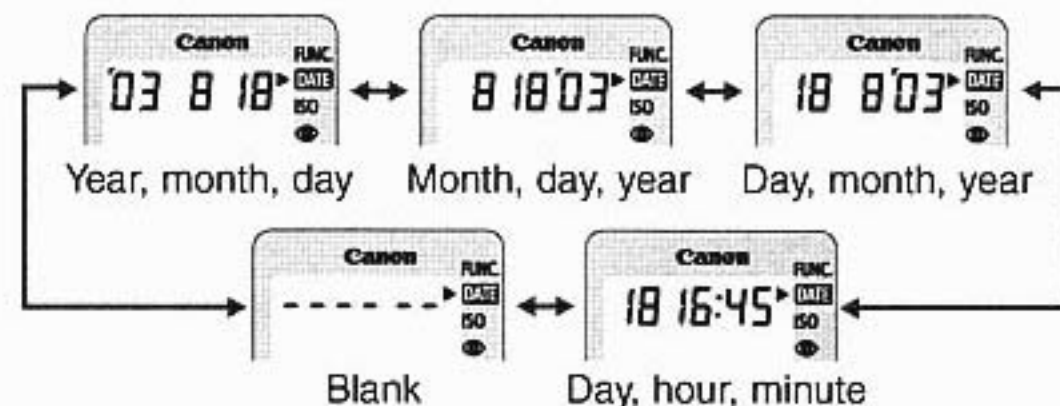 Canon
FUNC.
'03 8 18 DATE
ISO
Year, month, day
Canon
FUNC.
8 18'03 DATE
ISO
Month, day, year
Canon
FUNC.
18 8'03 DATE
ISO
Day, month, year
Canon
FUNC.
- - - - - - DATE
ISO
Blank
Canon
FUNC.
18 16:45 DATE
ISO
Day, hour, minute